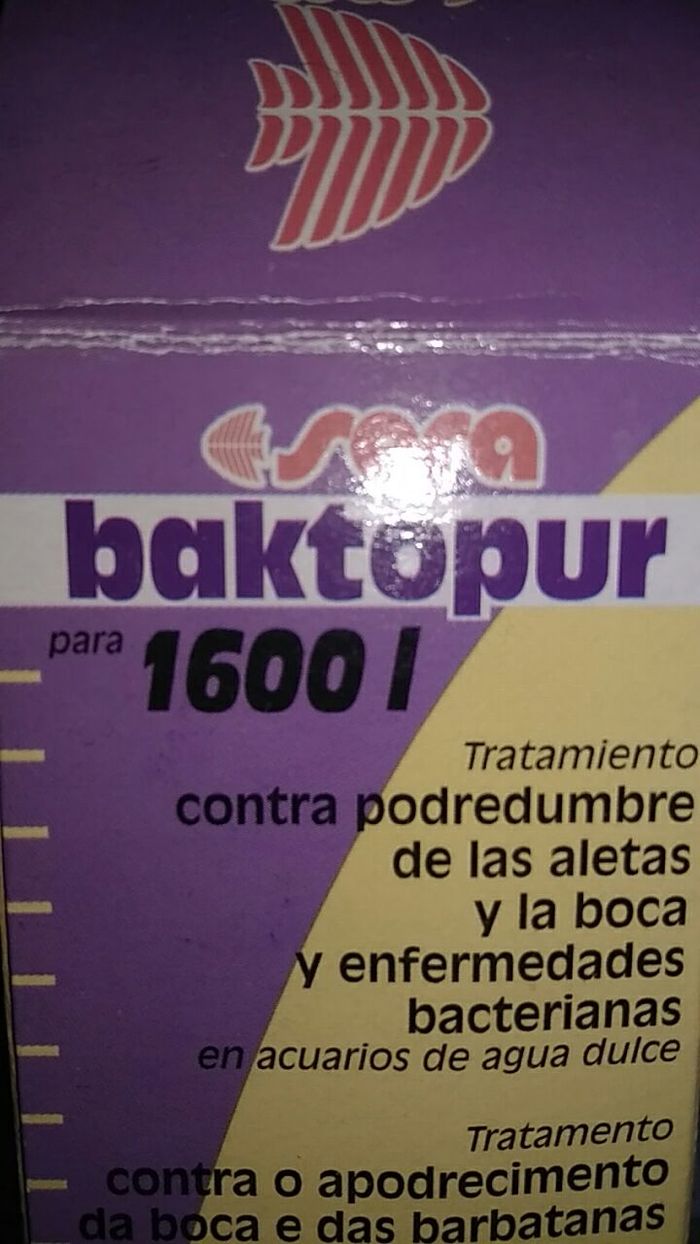 sera
baktopur
para 1600 l
Tratamiento
contra podredumbre
de las aletas
y la boca
y enfermedades
bacterianas
en acuarios de agua dulce
Tratamento
contra o apodrecimento
da boca e das barbatanas